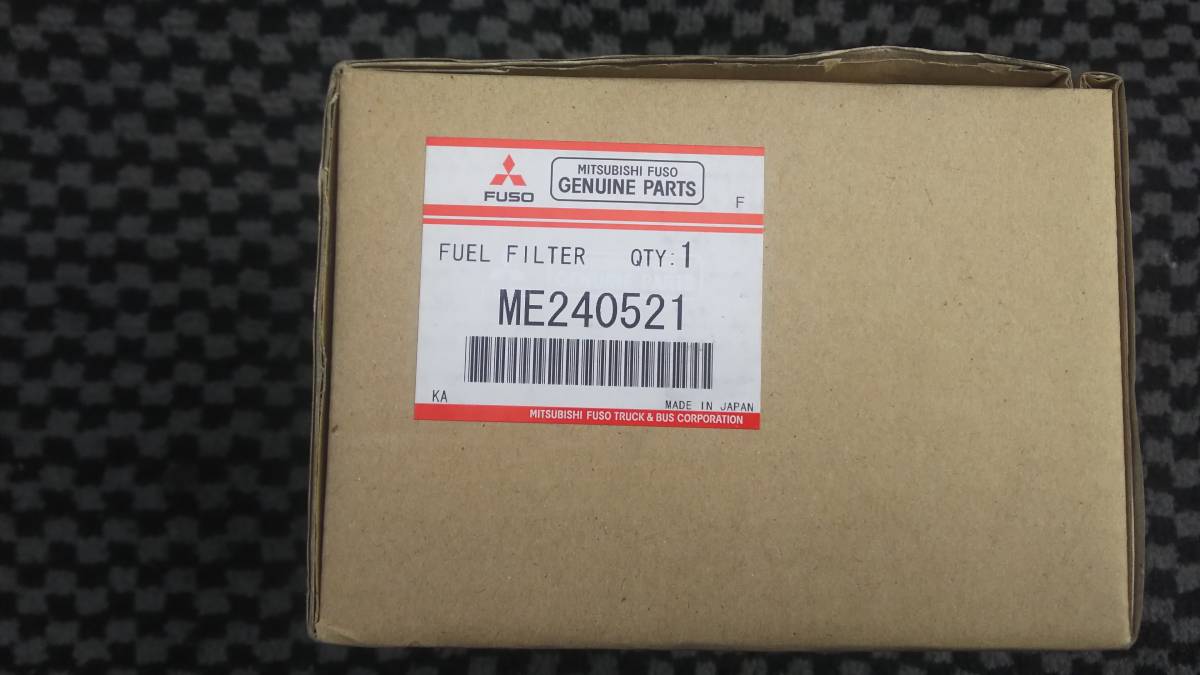 FUSO
MITSUBISHI FUSO
GENUINE PARTS
F
FUEL FILTER QTY:1
ME240521
KA
MADE IN JAPAN
MITSUBISHI FUSO TRUCK & BUS CORPORATION